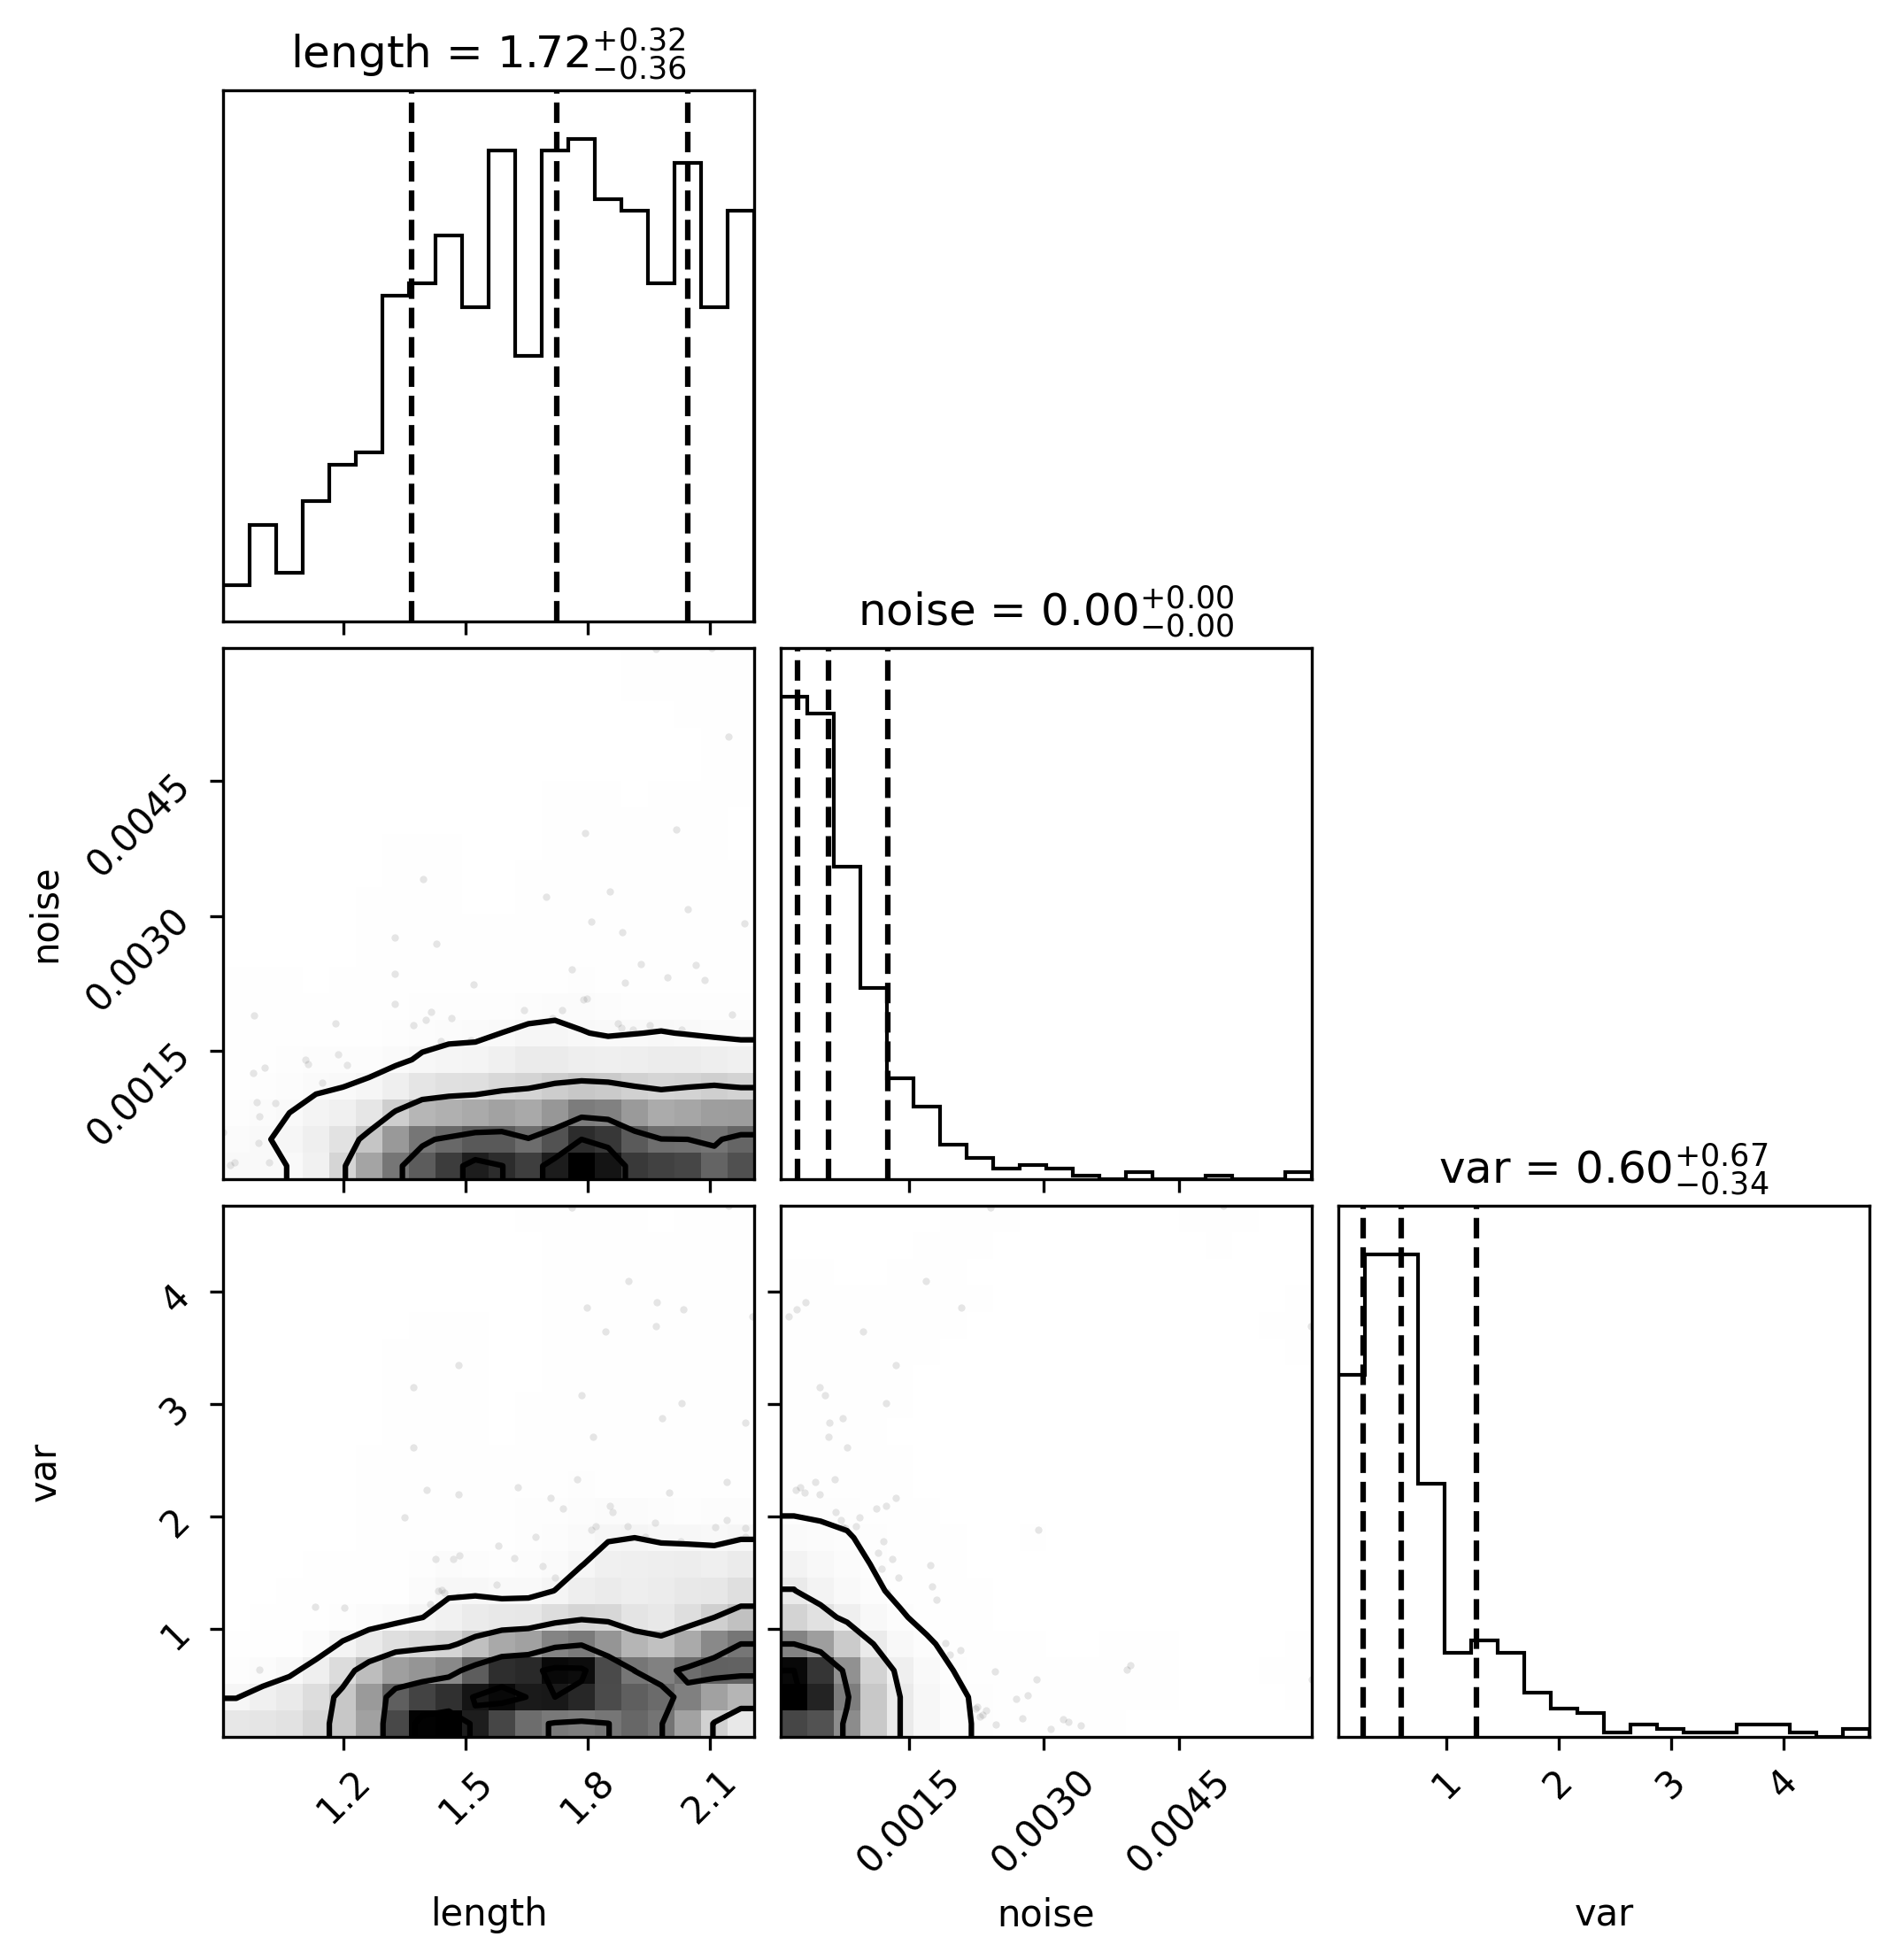 length = 1.72+0.32−0.36
noise = 0.00+0.00−0.00
0.0045
0.0030
0.0015
noise
var = 0.60+0.67−0.34
4
3
2
1
var
1.2 1.5 1.8 2.1
0.0015 0.0030 0.0045
1 2 3 4
length noise var